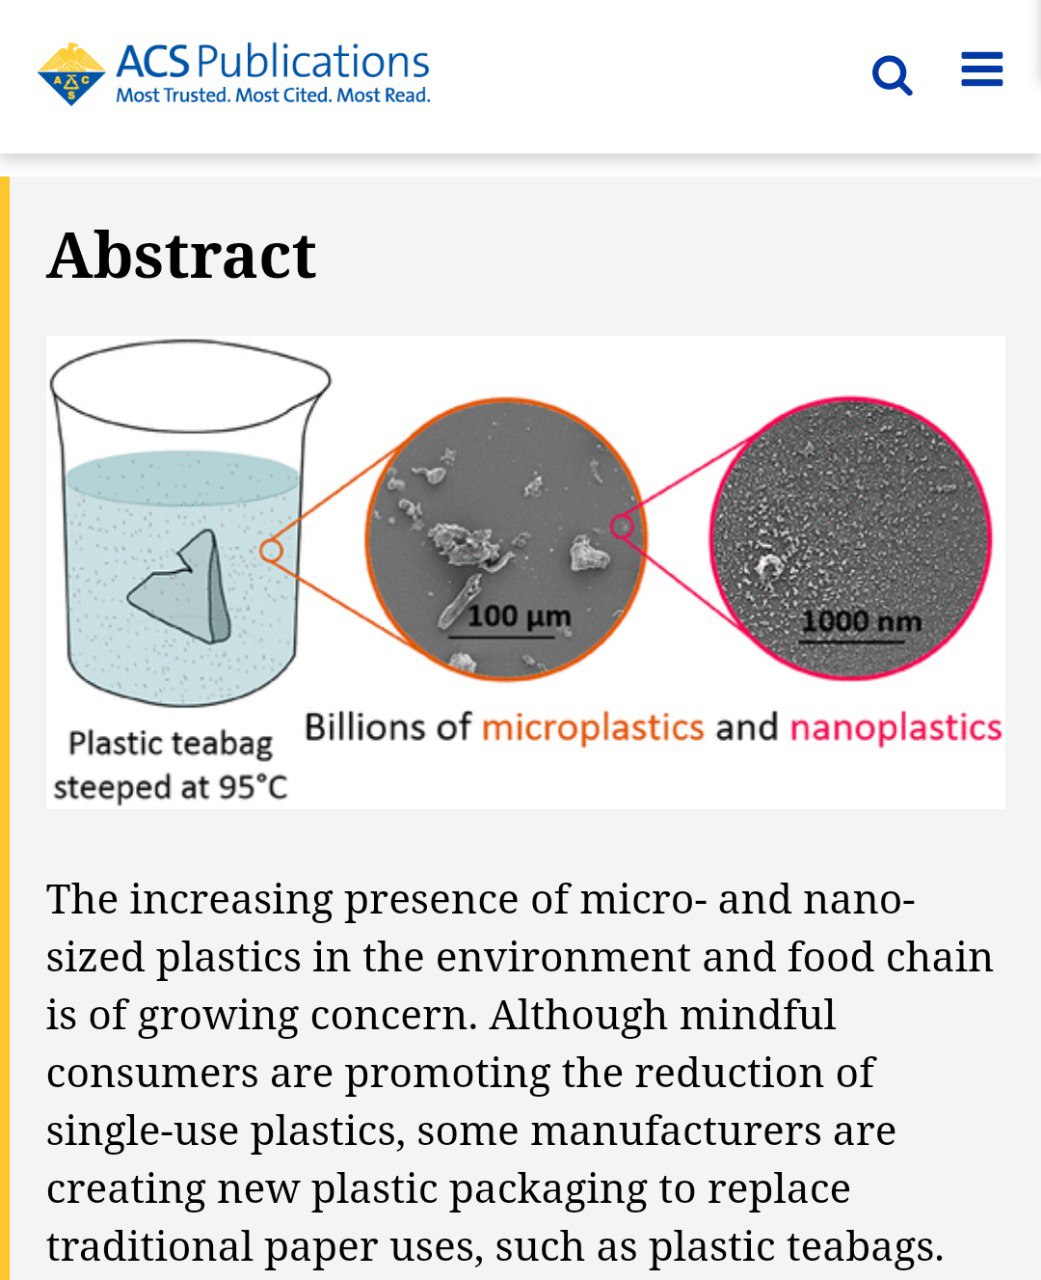 ACS Publications
Most Trusted. Most Cited. Most Read.
A C S
Abstract
100 µm
1000 nm
Billions of microplastics and nanoplastics
Plastic teabag
steeped at 95°C
The increasing presence of micro- and nano-
sized plastics in the environment and food chain
is of growing concern. Although mindful
consumers are promoting the reduction of
single-use plastics, some manufacturers are
creating new plastic packaging to replace
traditional paper uses, such as plastic teabags.